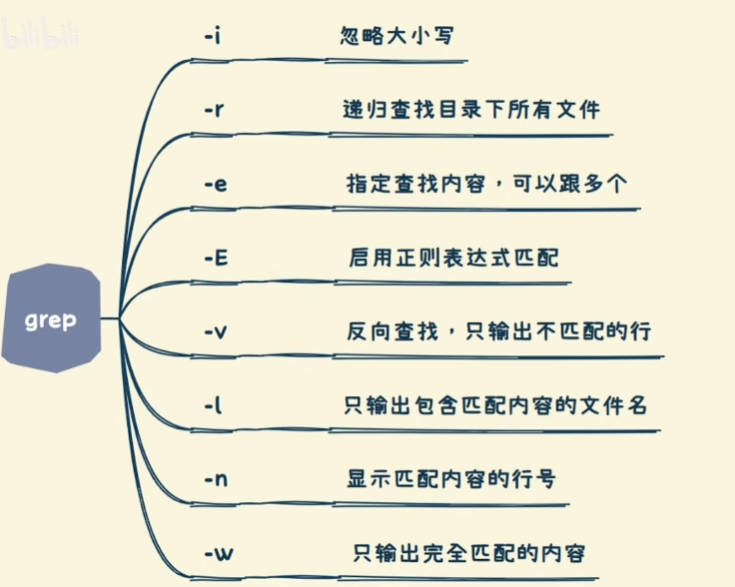 bilibili
-i 忽略大小写
-r 递归查找目录下所有文件
-e 指定查找内容，可以跟多个
-E 启用正则表达式匹配
grep
-v 反向查找，只输出不匹配的行
-l 只输出包含匹配内容的文件名
-n 显示匹配内容的行号
-w 只输出完全匹配的内容